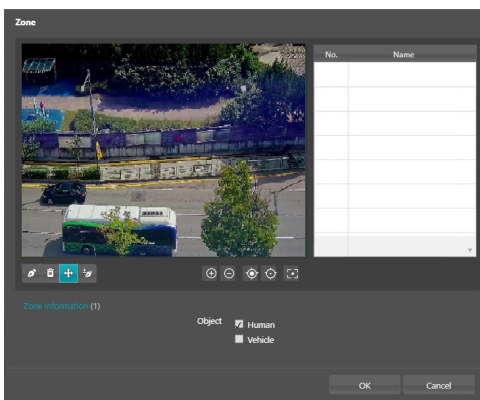 Zone
No. Name
Zone information (1)
Object Human
Vehicle
OK Cancel